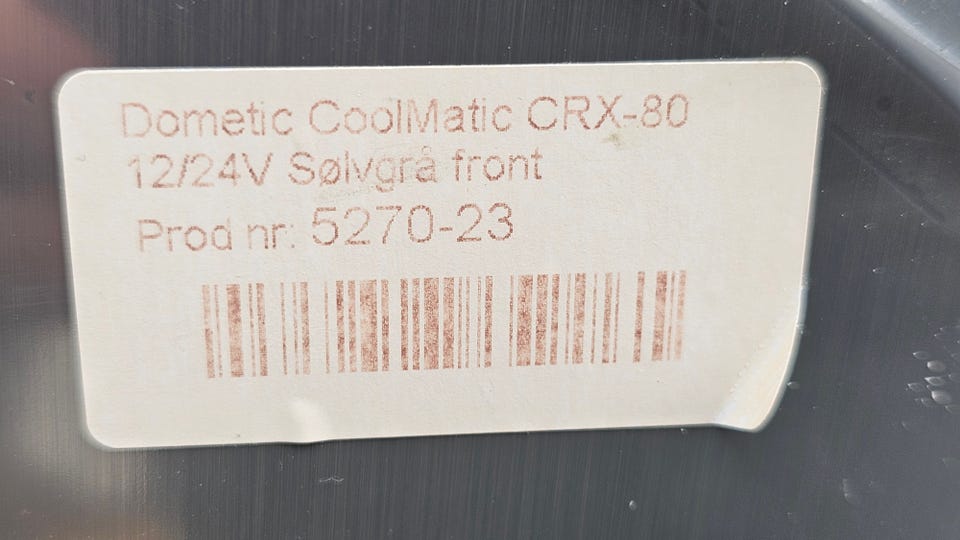 Dometic CoolMatic CRX-80
12/24V Sølvgrå front
Prod nr: 5270-23